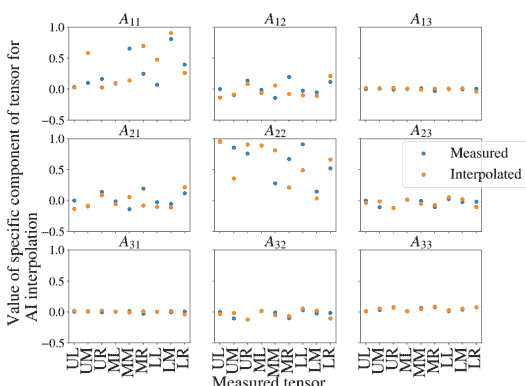 A11 A12 A13
1.0
0.5
0.0
−0.5
A21 A22 A23
1.0
0.5
0.0
−0.5
Measured
Interpolated
A31 A32 A33
1.0
0.5
0.0
−0.5
Value of specific component of tensor for
AI interpolation
UL UM UR ML MM MR LL LM LR UL UM UR ML MM MR LL LM LR UL UM UR ML MM MR LL LM LR
Measured tensor